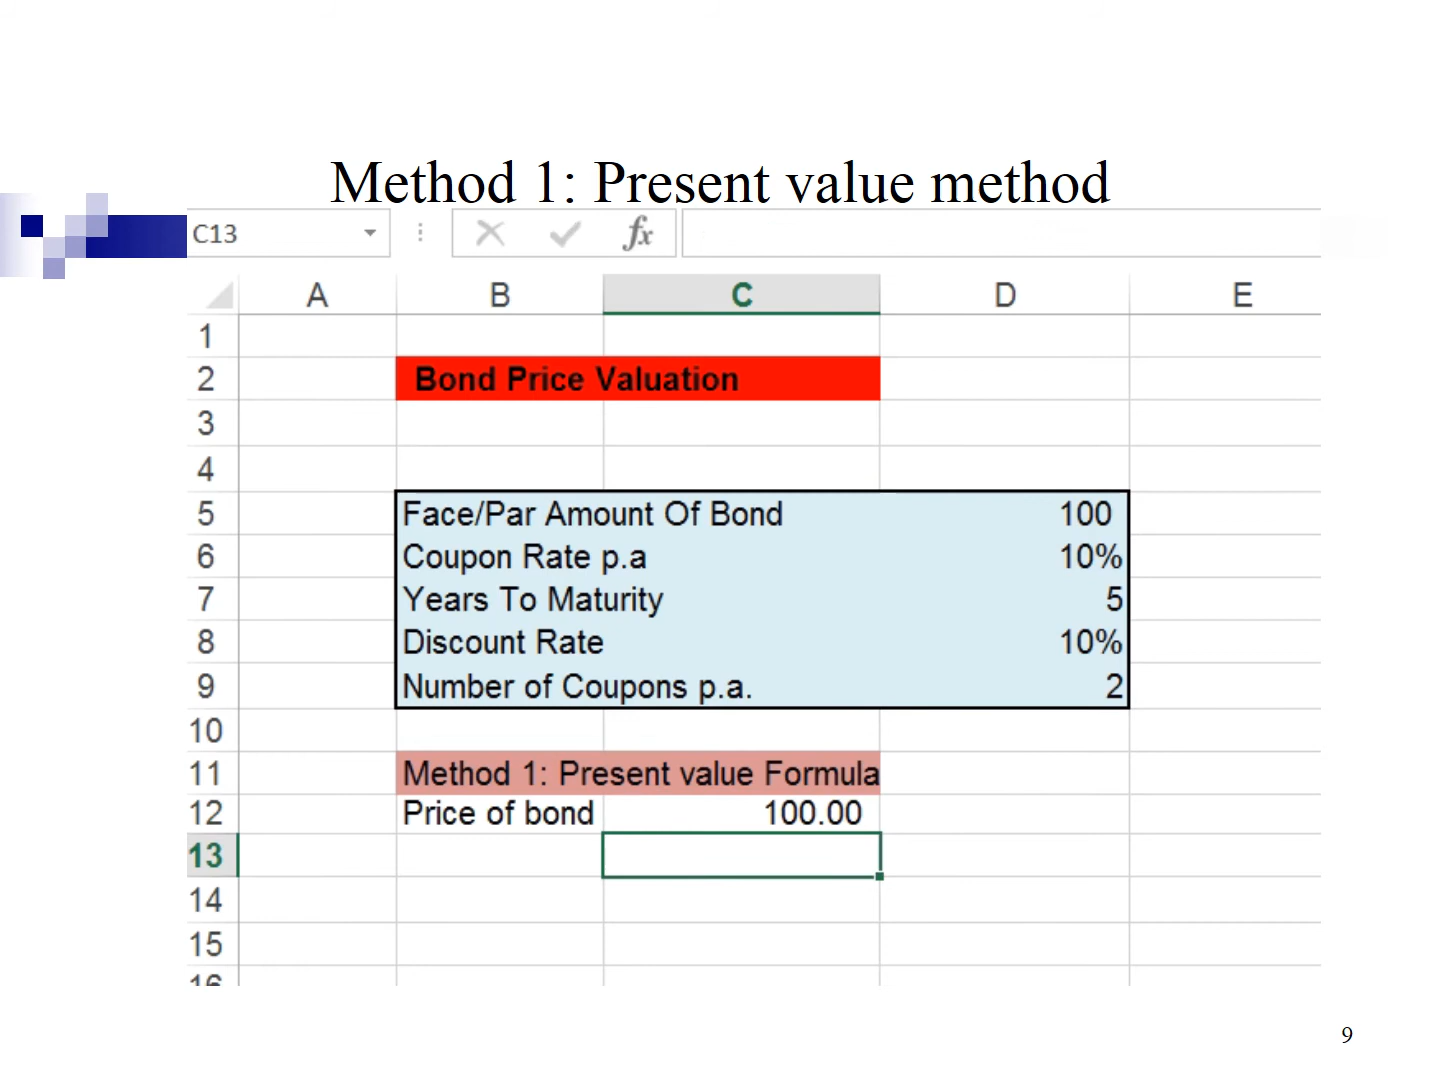 Method 1: Present value method
C13 fx
A B C D E
1
2 Bond Price Valuation
3
4
5 Face/Par Amount Of Bond 100
6 Coupon Rate p.a 10%
7 Years To Maturity 5
8 Discount Rate 10%
9 Number of Coupons p.a. 2
10
11 Method 1: Present value Formula
12 Price of bond 100.00
13
14
15
16
9